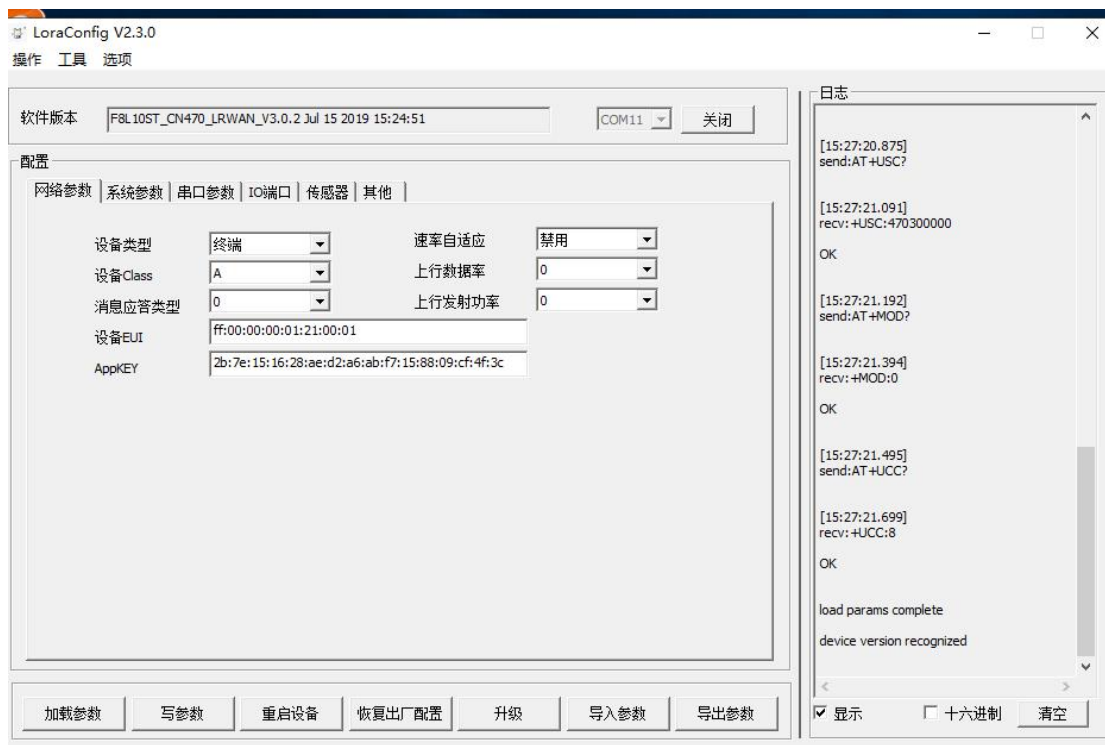 LoraConfig V2.3.0
操作 工具 选项
软件版本 F8L10ST_CN470_LRWAN_V3.0.2 Jul 15 2019 15:24:51 COM11 关闭
配置
网络参数 系统参数 串口参数 IO端口 传感器 其他
设备类型 终端 速率自适应 禁用
设备Class A 上行数据率 0
消息应答类型 0 上行发射功率 0
设备EUI ff:00:00:00:01:21:00:01
AppKEY 2b:7e:15:16:28:ae:d2:a6:ab:f7:15:88:09:cf:4f:3c
加载参数 写参数 重启设备 恢复出厂配置 升级 导入参数 导出参数
日志
[15:27:20.875]
send:AT+USC?
[15:27:21.091]
recv:+USC:470300000
OK
[15:27:21.192]
send:AT+MOD?
[15:27:21.394]
recv:+MOD:0
OK
[15:27:21.495]
send:AT+UCC?
[15:27:21.699]
recv:+UCC:8
OK
load params complete
device version recognized
显示 十六进制 清空